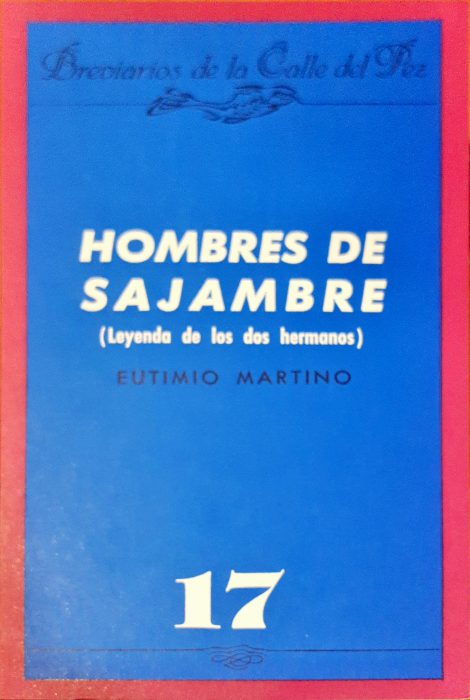 Breviarios de la Calle del Pez
HOMBRES DE
SAJAMBRE
(Leyenda de los dos hermanos)
EUTIMIO MARTINO
17